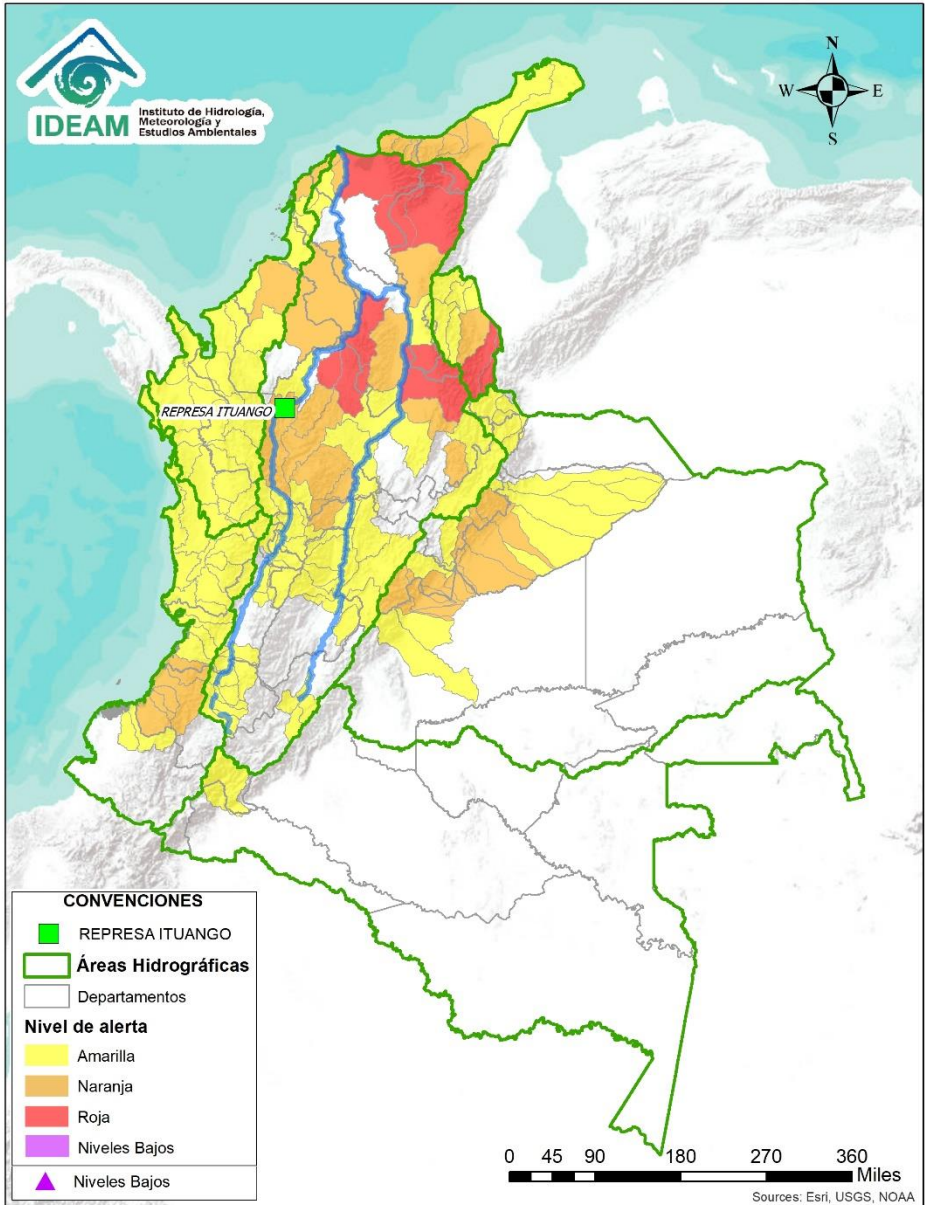 IDEAM
Instituto de Hidrología,
Meteorología y
Estudios Ambientales
N
W E
S
REPRESA ITUANGO
CONVENCIONES
REPRESA ITUANGO
Áreas Hidrográficas
Departamentos
Nivel de alerta
Amarilla
Naranja
Roja
Niveles Bajos
Niveles Bajos
0 45 90 180 270 360
Miles
Sources: Esri, USGS, NOAA